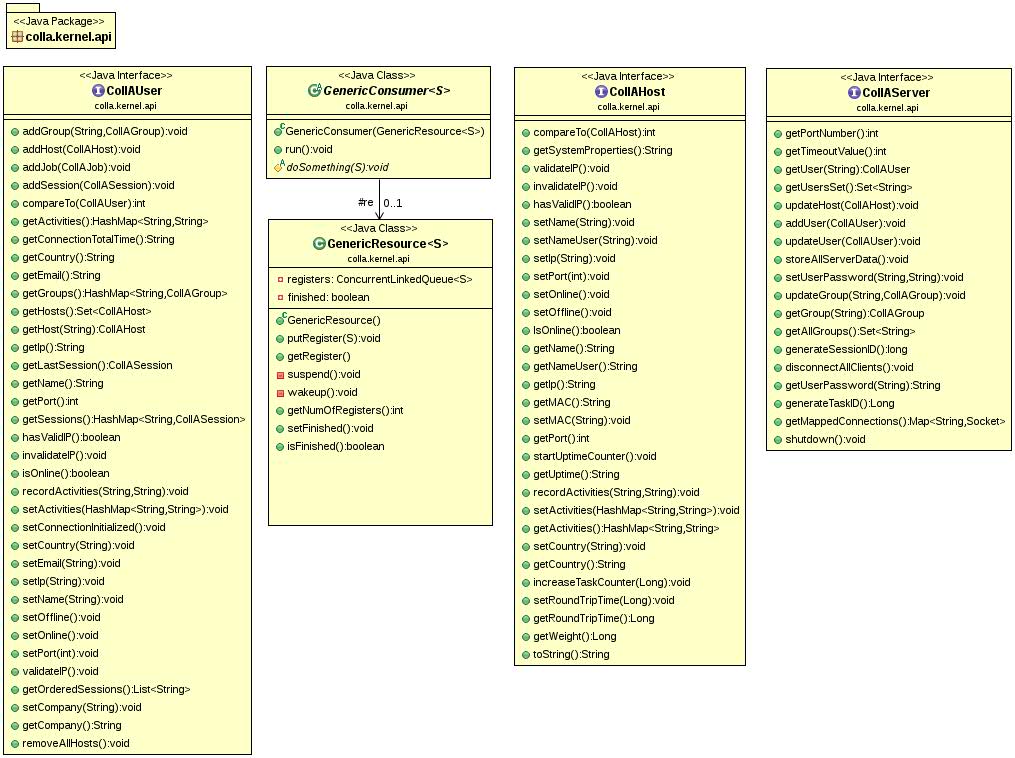 <<Java Package>>
colla.kernel.api
<<Java Interface>>
CollAUser
colla.kernel.api
addGroup(String,CollAGroup):void
addHost(CollAHost):void
addJob(CollAJob):void
addSession(CollASession):void
compareTo(CollAUser):int
getActivities():HashMap<String,String>
getConnectionTotalTime():String
getCountry():String
getEmail():String
getGroups():HashMap<String,CollAGroup>
getHosts():Set<CollAHost>
getHost(String):CollAHost
getIp():String
getLastSession():CollASession
getName():String
getPort():int
getSessions():HashMap<String,CollASession>
hasValidIP():boolean
invalidateIP():void
isOnline():boolean
recordActivities(String,String):void
setActivities(HashMap<String,String>):void
setConnectionInitialized():void
setCountry(String):void
setEmail(String):void
setIp(String):void
setName(String):void
setOffline():void
setOnline():void
setPort(int):void
validateIP():void
getOrderedSessions():List<String>
setCompany(String):void
getCompany():String
removeAllHosts():void
<<Java Class>>
GenericConsumer<S>
colla.kernel.api
GenericConsumer(GenericResource<S>)
run():void
doSomething(S):void
#re 0..1
<<Java Class>>
GenericResource<S>
colla.kernel.api
registers: ConcurrentLinkedQueue<S>
finished: boolean
GenericResource()
putRegister(S):void
getRegister()
suspend():void
wakeup():void
getNumOfRegisters():int
setFinished():void
isFinished():boolean
<<Java Interface>>
CollAHost
colla.kernel.api
compareTo(CollAHost):int
getSystemProperties():String
validateIP():void
invalidateIP():void
hasValidIP():boolean
setName(String):void
setNameUser(String):void
setIp(String):void
setPort(int):void
setOnline():void
setOffline():void
IsOnline():boolean
getName():String
getNameUser():String
getIp():String
getMAC():String
setMAC(String):void
getPort():int
startUptimeCounter():void
getUptime():String
recordActivities(String,String):void
setActivities(HashMap<String,String>):void
getActivities():HashMap<String,String>
setCountry(String):void
getCountry():String
increaseTaskCounter(Long):void
setRoundTripTime(Long):void
getRoundTripTime():Long
getWeight():Long
toString():String
<<Java Interface>>
CollAServer
colla.kernel.api
getPortNumber():int
getTimeoutValue():int
getUser(String):CollAUser
getUsersSet():Set<String>
updateHost(CollAHost):void
addUser(CollAUser):void
updateUser(CollAUser):void
storeAllServerData():void
setUserPassword(String,String):void
updateGroup(String,CollAGroup):void
getGroup(String):CollAGroup
getAllGroups():Set<String>
generateSessionID():long
disconnectAllClients():void
getUserPassword(String):String
generateTaskID():Long
getMappedConnections():Map<String,Socket>
shutdown():void